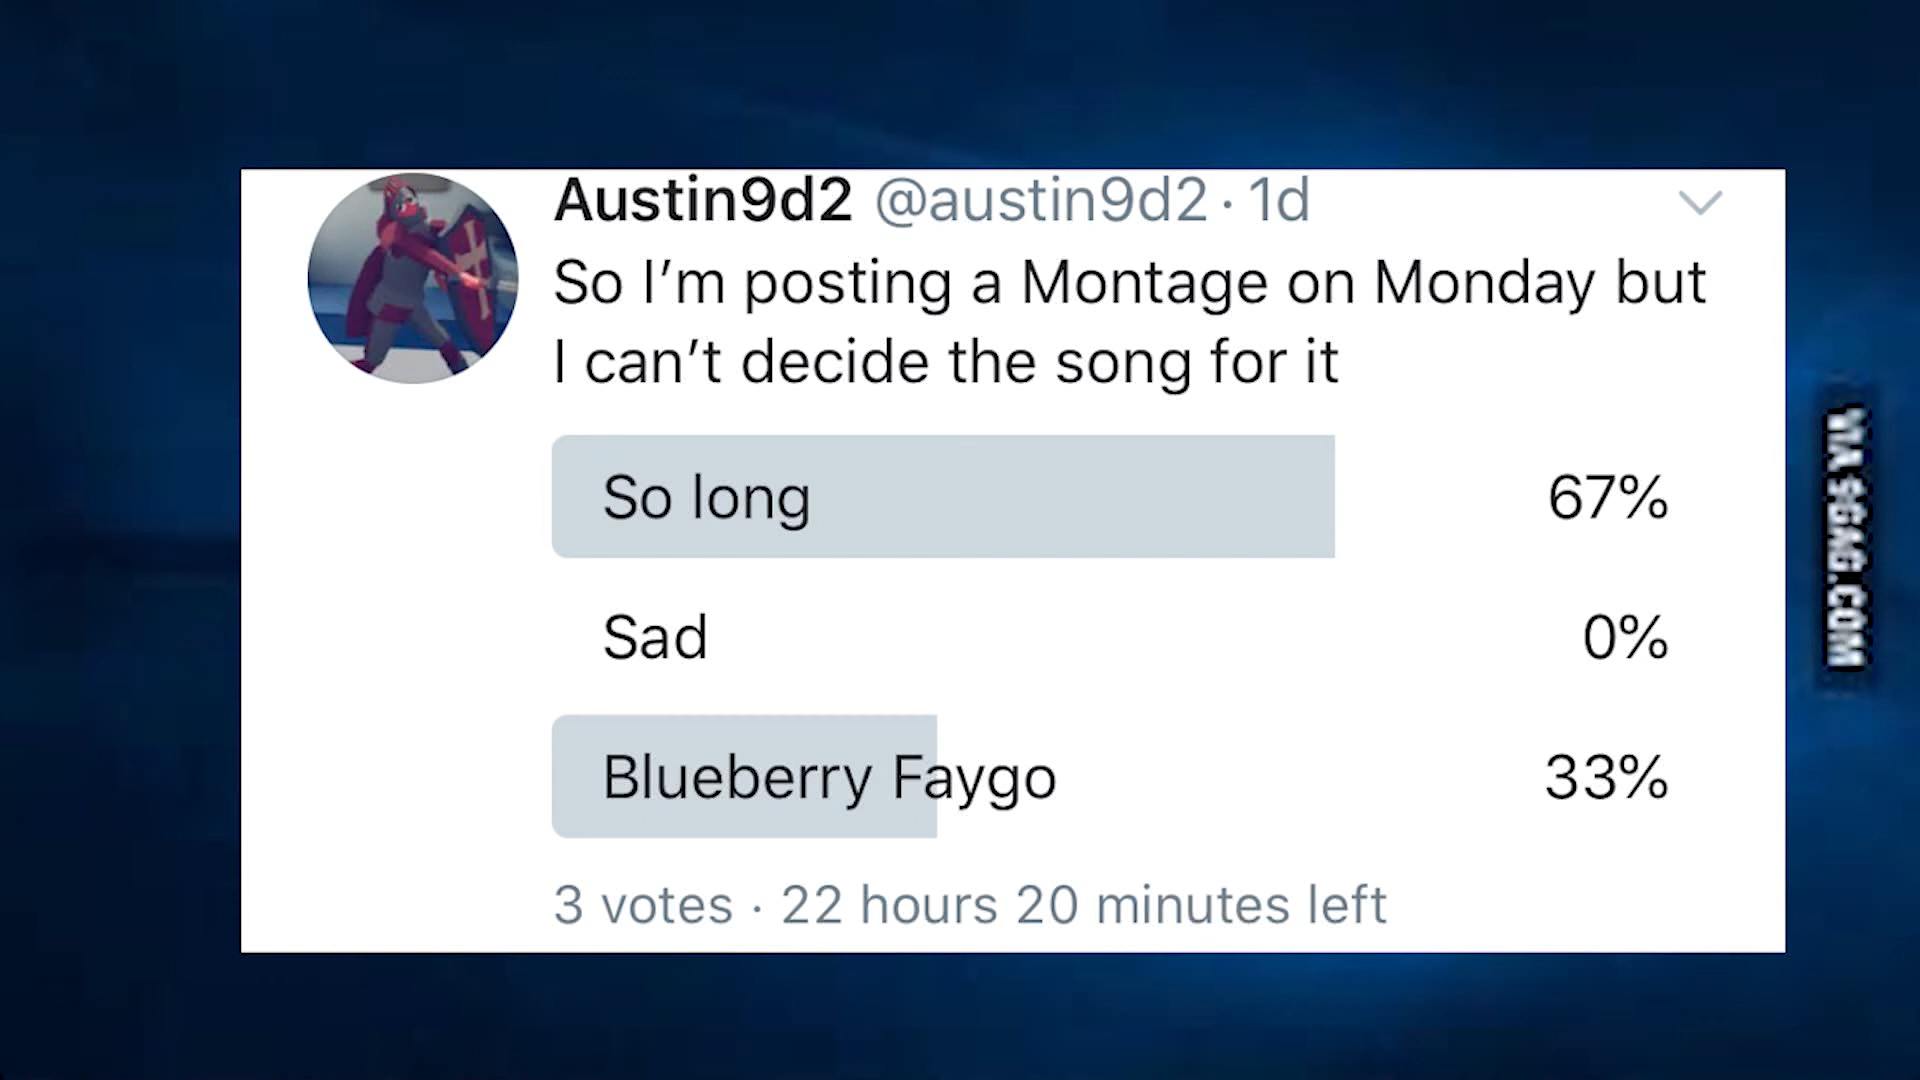 Austin9d2 @austin9d2 · 1d
So I’m posting a Montage on Monday but
I can’t decide the song for it
So long 67%
Sad 0%
Blueberry Faygo 33%
3 votes · 22 hours 20 minutes left
VIA 9GAG.COM